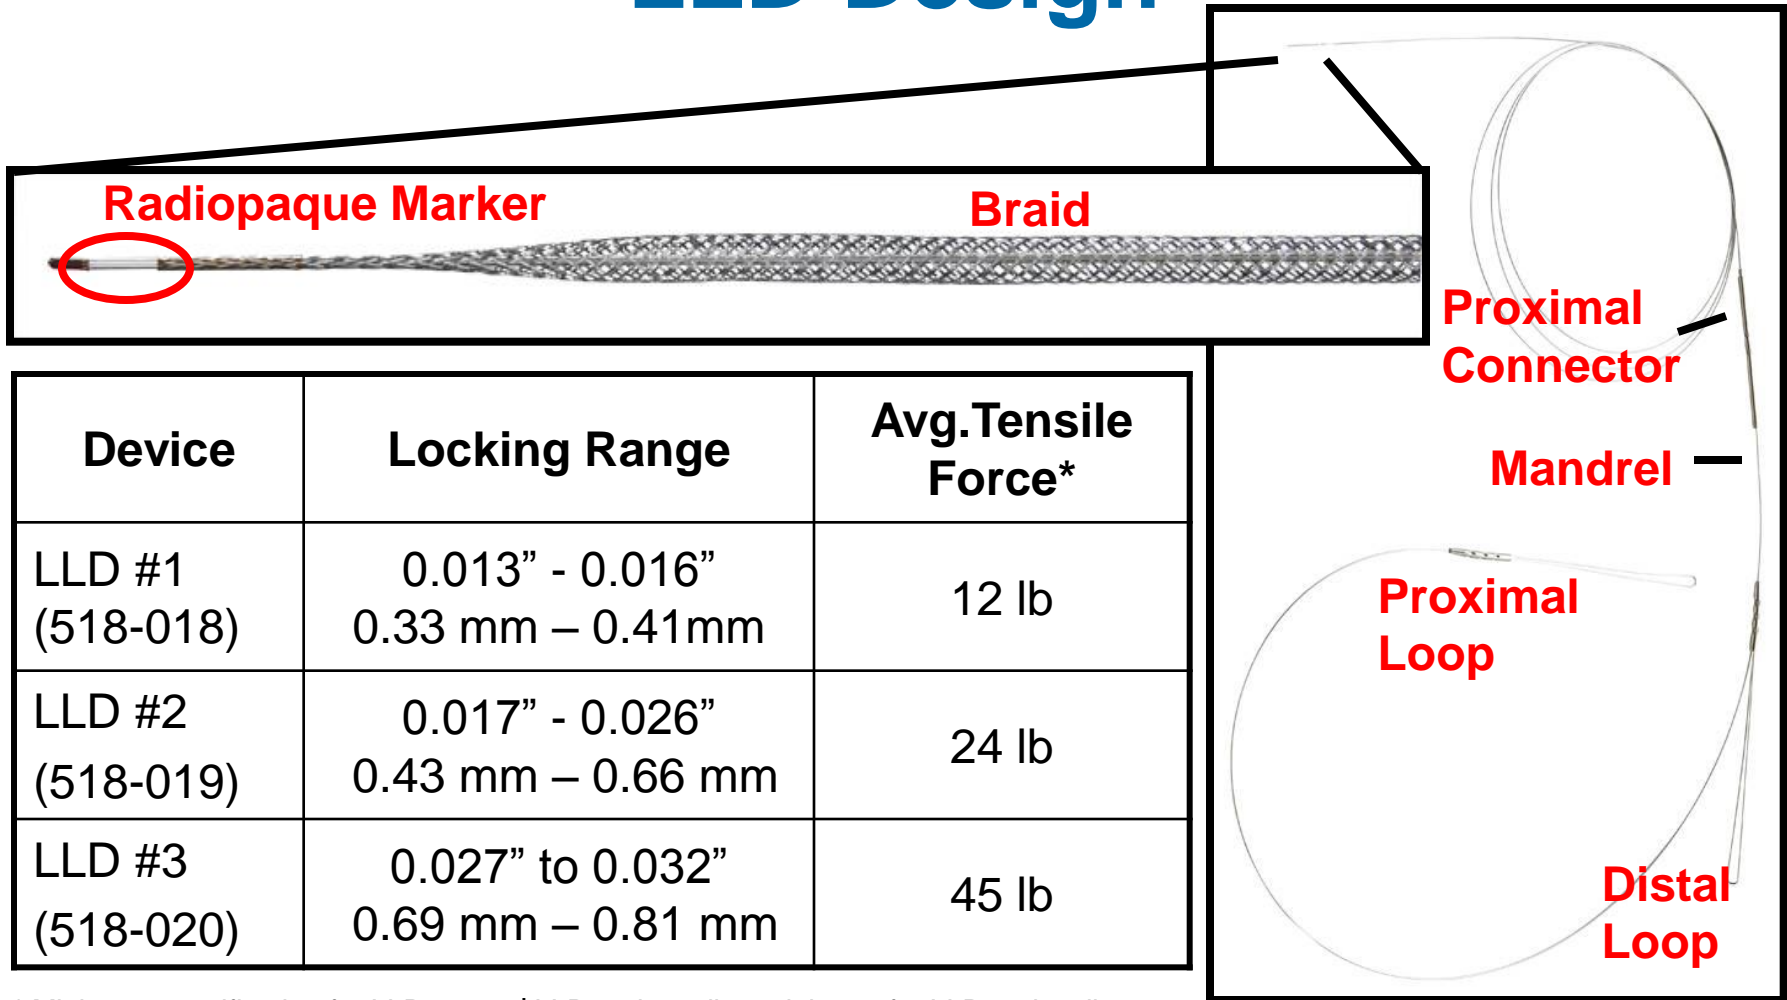 LLD Design
Radiopaque Marker
Braid
Proximal
Connector
Mandrel
Proximal
Loop
Distal
Loop
Device
Locking Range
Avg.Tensile
Force*
LLD #1
(518-018)
0.013” - 0.016”
0.33 mm – 0.41mm
12 lb
LLD #2
(518-019)
0.017” - 0.026”
0.43 mm – 0.66 mm
24 lb
LLD #3
(518-020)
0.027” to 0.032”
0.69 mm – 0.81 mm
45 lb